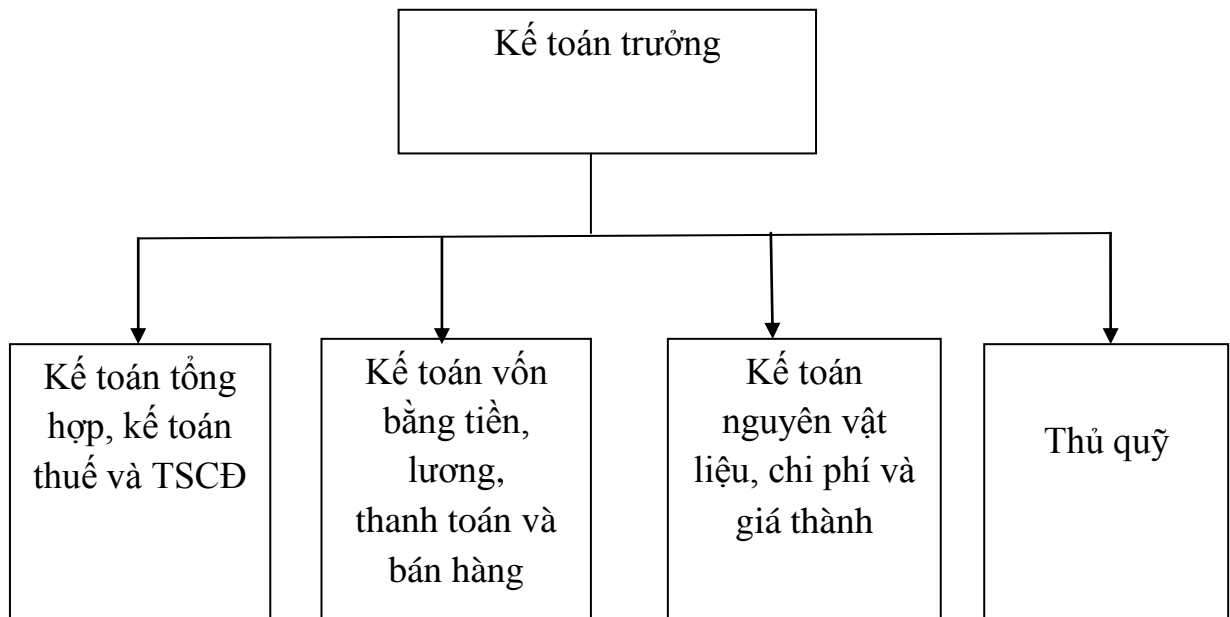 Kế toán trưởng
Kế toán tổng
hợp, kế toán
thuế và TSCĐ
Kế toán vốn
bằng tiền,
lương,
thanh toán và
bán hàng
Kế toán
nguyên vật
liệu, chi phí và
giá thành
Thủ quỹ